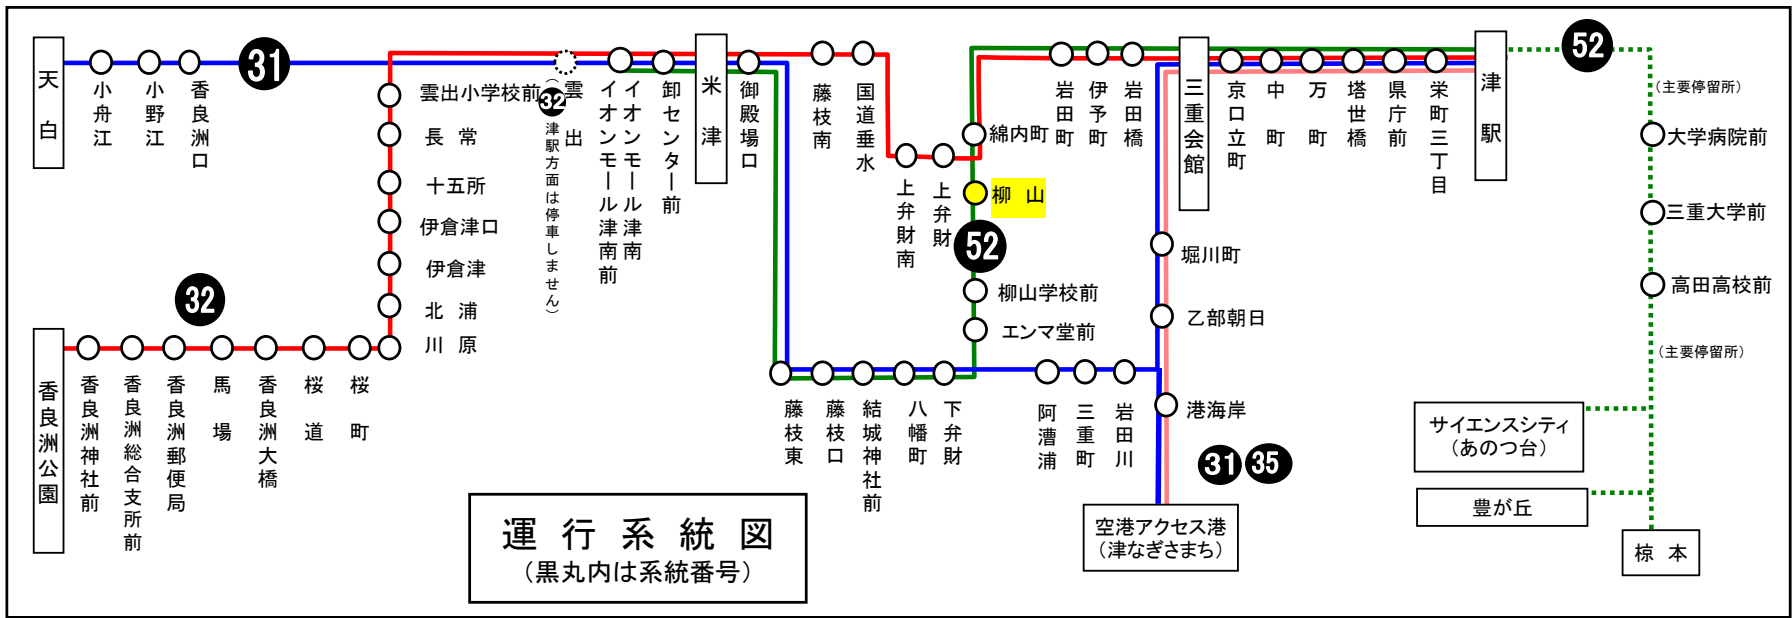 天白
小舟江
小野江
香良洲口
31
雲出小学校前
長常
十五所
伊倉津口
伊倉津
北浦
川原
雲出
(32 津駅方面は停車しません)
イオンモール津南前
イオンモール津南
卸センター前
米津
御殿場口
藤枝南
国道垂水
上弁財南
上弁財
綿内町
柳山
52
柳山学校前
エンマ堂前
岩田町
伊予町
岩田橋
三重会館
京口立町
中町
万町
塔世橋
県庁前
栄町三丁目
津駅
52
(主要停留所)
大学病院前
三重大学前
高田高校前
(主要停留所)
サイエンスシティ
(あのつ台)
豊が丘
椋本
堀川町
乙部朝日
港海岸
31 35
空港アクセス港
(津なぎさまち)
32
香良洲公園
香良洲神社前
香良洲総合支所前
香良洲郵便局
馬場
香良洲大橋
桜道
桜町
藤枝東
藤枝口
結城神社前
八幡町
下弁財
阿漕浦
三重町
岩田川
運行系統図
(黒丸内は系統番号)